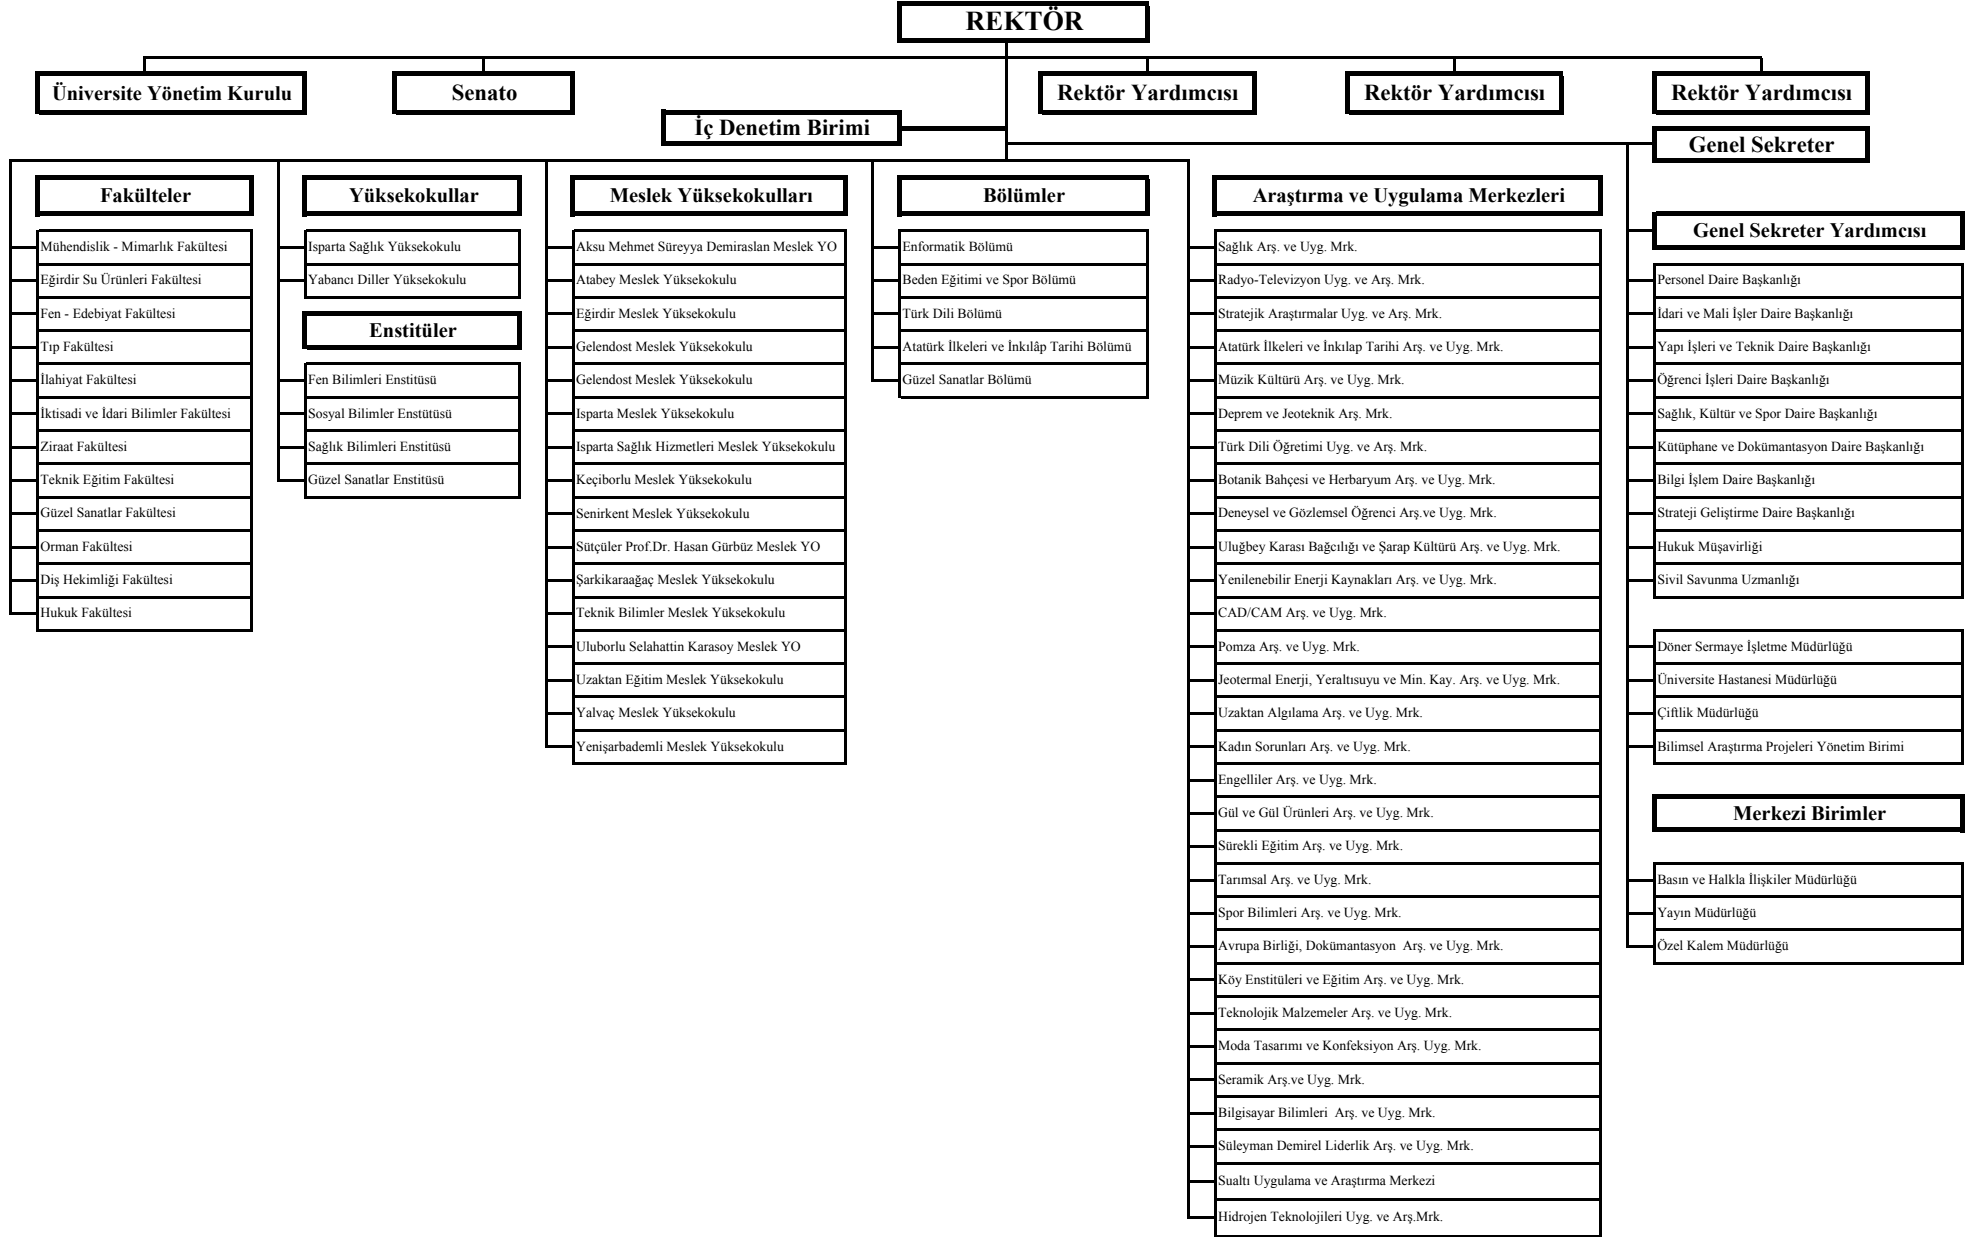 REKTÖR
Üniversite Yönetim Kurulu
Senato
Rektör Yardımcısı
Rektör Yardımcısı
Rektör Yardımcısı
İç Denetim Birimi
Genel Sekreter
Fakülteler
Mühendislik - Mimarlık Fakültesi
Eğirdir Su Ürünleri Fakültesi
Fen - Edebiyat Fakültesi
Tıp Fakültesi
İlahiyat Fakültesi
İktisadi ve İdari Bilimler Fakültesi
Ziraat Fakültesi
Teknik Eğitim Fakültesi
Güzel Sanatlar Fakültesi
Orman Fakültesi
Diş Hekimliği Fakültesi
Hukuk Fakültesi
Yüksekokullar
Isparta Sağlık Yüksekokulu
Yabancı Diller Yüksekokulu
Enstitüler
Fen Bilimleri Enstitüsü
Sosyal Bilimler Enstütüsü
Sağlık Bilimleri Enstitüsü
Güzel Sanatlar Enstitüsü
Meslek Yüksekokulları
Aksu Mehmet Süreyya Demiraslan Meslek YO
Atabey Meslek Yüksekokulu
Eğirdir Meslek Yüksekokulu
Gelendost Meslek Yüksekokulu
Gelendost Meslek Yüksekokulu
Isparta Meslek Yüksekokulu
Isparta Sağlık Hizmetleri Meslek Yüksekokulu
Keçiborlu Meslek Yüksekokulu
Senirkent Meslek Yüksekokulu
Sütçüler Prof.Dr. Hasan Gürbüz Meslek YO
Şarkikaraağaç Meslek Yüksekokulu
Teknik Bilimler Meslek Yüksekokulu
Uluborlu Selahattin Karasoy Meslek YO
Uzaktan Eğitim Meslek Yüksekokulu
Yalvaç Meslek Yüksekokulu
Yenişarbademli Meslek Yüksekokulu
Bölümler
Enformatik Bölümü
Beden Eğitimi ve Spor Bölümü
Türk Dili Bölümü
Atatürk İlkeleri ve İnkılâp Tarihi Bölümü
Güzel Sanatlar Bölümü
Araştırma ve Uygulama Merkezleri
Sağlık Arş. ve Uyg. Mrk.
Radyo-Televizyon Uyg. ve Arş. Mrk.
Stratejik Araştırmalar Uyg. ve Arş. Mrk.
Atatürk İlkeleri ve İnkılap Tarihi Arş. ve Uyg. Mrk.
Müzik Kültürü Arş. ve Uyg. Mrk.
Deprem ve Jeoteknik Arş. Mrk.
Türk Dili Öğretimi Uyg. ve Arş. Mrk.
Botanik Bahçesi ve Herbaryum Arş. ve Uyg. Mrk.
Deneysel ve Gözlemsel Öğrenci Arş.ve Uyg. Mrk.
Uluğbey Karası Bağcılığı ve Şarap Kültürü Arş. ve Uyg. Mrk.
Yenilenebilir Enerji Kaynakları Arş. ve Uyg. Mrk.
CAD/CAM Arş. ve Uyg. Mrk.
Pomza Arş. ve Uyg. Mrk.
Jeotermal Enerji, Yeraltısuyu ve Min. Kay. Arş. ve Uyg. Mrk.
Uzaktan Algılama Arş. ve Uyg. Mrk.
Kadın Sorunları Arş. ve Uyg. Mrk.
Engelliler Arş. ve Uyg. Mrk.
Gül ve Gül Ürünleri Arş. ve Uyg. Mrk.
Sürekli Eğitim Arş. ve Uyg. Mrk.
Tarımsal Arş. ve Uyg. Mrk.
Spor Bilimleri Arş. ve Uyg. Mrk.
Avrupa Birliği, Dokümantasyon Arş. ve Uyg. Mrk.
Köy Enstitüleri ve Eğitim Arş. ve Uyg. Mrk.
Teknolojik Malzemeler Arş. ve Uyg. Mrk.
Moda Tasarımı ve Konfeksiyon Arş. Uyg. Mrk.
Seramik Arş.ve Uyg. Mrk.
Bilgisayar Bilimleri Arş. ve Uyg. Mrk.
Süleyman Demirel Liderlik Arş. ve Uyg. Mrk.
Sualtı Uygulama ve Araştırma Merkezi
Hidrojen Teknolojileri Uyg. ve Arş.Mrk.
Genel Sekreter Yardımcısı
Personel Daire Başkanlığı
İdari ve Mali İşler Daire Başkanlığı
Yapı İşleri ve Teknik Daire Başkanlığı
Öğrenci İşleri Daire Başkanlığı
Sağlık, Kültür ve Spor Daire Başkanlığı
Kütüphane ve Dokümantasyon Daire Başkanlığı
Bilgi İşlem Daire Başkanlığı
Strateji Geliştirme Daire Başkanlığı
Hukuk Müşavirliği
Sivil Savunma Uzmanlığı
Döner Sermaye İşletme Müdürlüğü
Üniversite Hastanesi Müdürlüğü
Çiftlik Müdürlüğü
Bilimsel Araştırma Projeleri Yönetim Birimi
Merkezi Birimler
Basın ve Halkla İlişkiler Müdürlüğü
Yayın Müdürlüğü
Özel Kalem Müdürlüğü